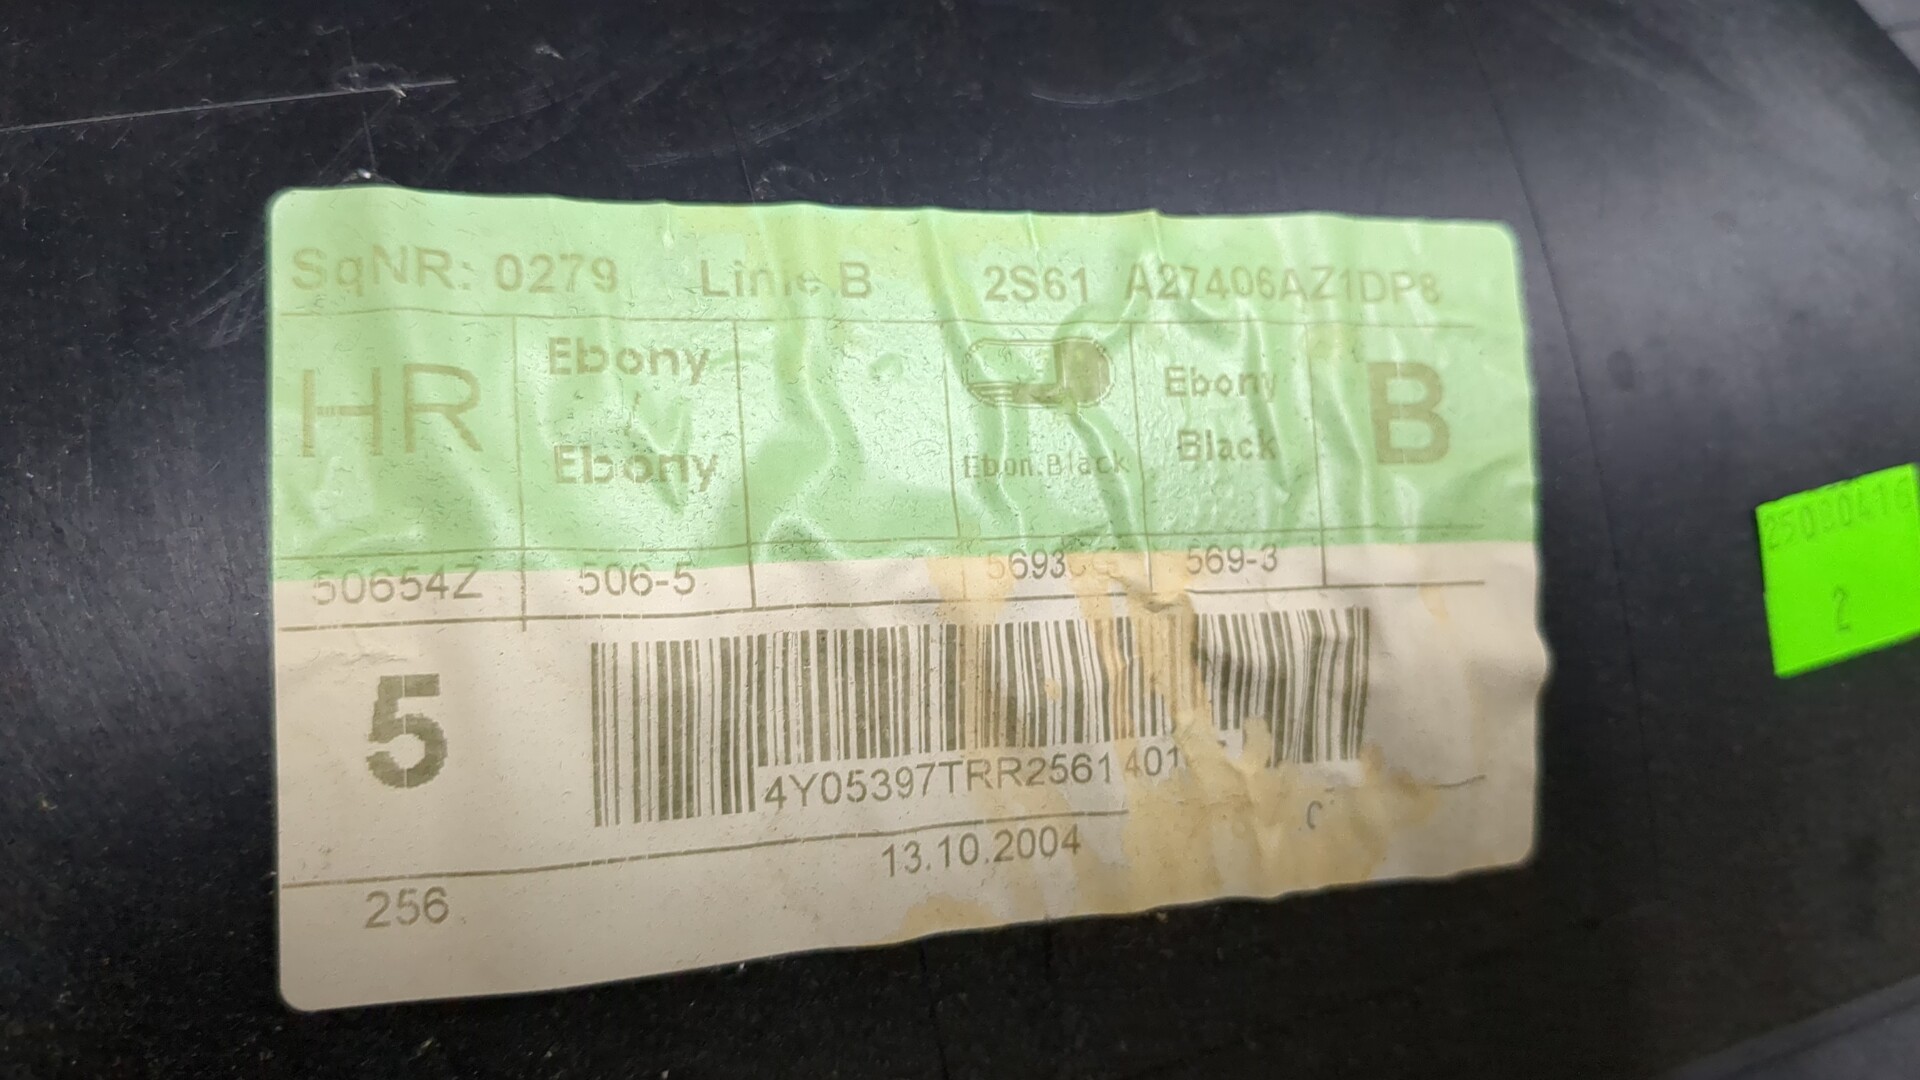 SqNR: 0279 Linie B 2S61 A27406AZ1DP8
HR Ebony / Ebony Ebon.Black Ebony Black B
50654Z 506-5 569-3
5
4Y05397TRR2561401
13.10.2004
256
2